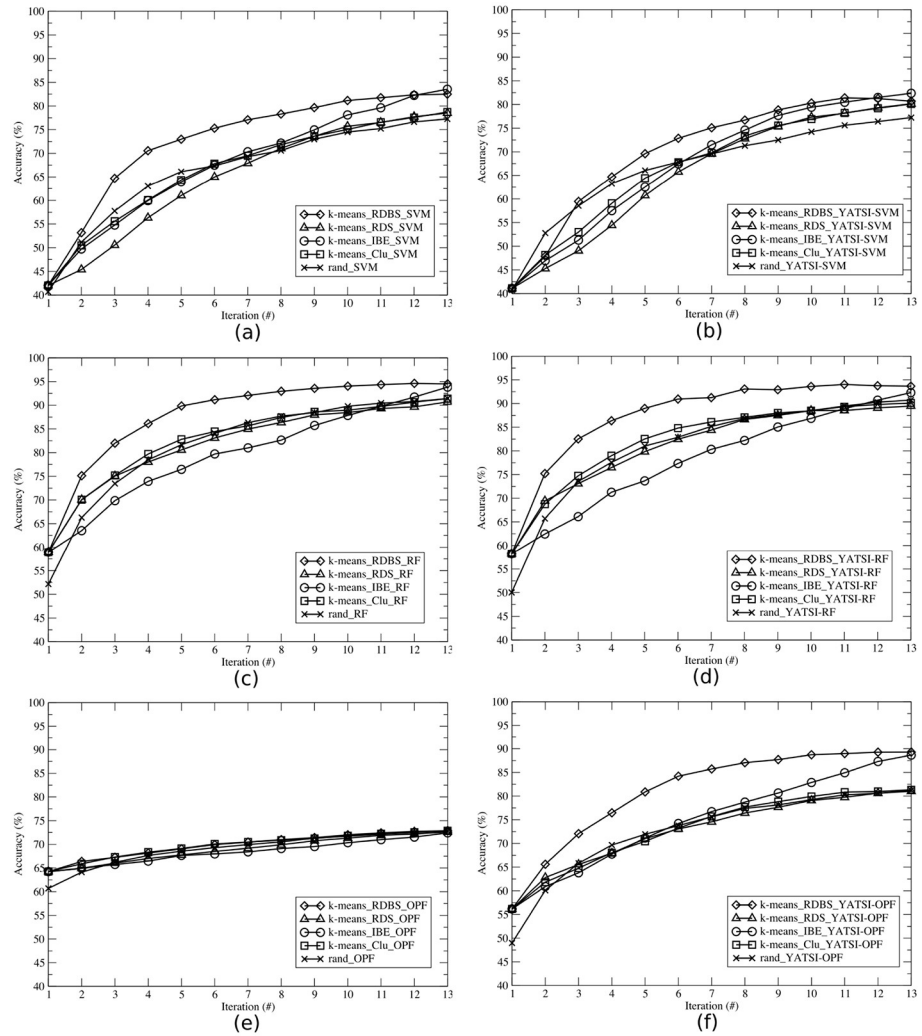 100
95
90
85
80
75
70
65
60
55
50
45
40
Accuracy (%)
1 2 3 4 5 6 7 8 9 10 11 12 13
Iteration (#)
k-means_RDBS_SVM
k-means_RDS_SVM
k-means_IBE_SVM
k-means_Clu_SVM
rand_SVM
(a)
100
95
90
85
80
75
70
65
60
55
50
45
40
Accuracy (%)
1 2 3 4 5 6 7 8 9 10 11 12 13
Iteration (#)
k-means_RDBS_YATSI-SVM
k-means_RDS_YATSI-SVM
k-means_IBE_YATSI-SVM
k-means_Clu_YATSI-SVM
rand_YATSI-SVM
(b)
100
95
90
85
80
75
70
65
60
55
50
45
40
Accuracy (%)
1 2 3 4 5 6 7 8 9 10 11 12 13
Iteration (#)
k-means_RDBS_RF
k-means_RDS_RF
k-means_IBE_RF
k-means_Clu_RF
rand_RF
(c)
100
95
90
85
80
75
70
65
60
55
50
45
40
Accuracy (%)
1 2 3 4 5 6 7 8 9 10 11 12 13
Iteration (#)
k-means_RDBS_YATSI-RF
k-means_RDS_YATSI-RF
k-means_IBE_YATSI-RF
k-means_Clu_YATSI-RF
rand_YATSI-RF
(d)
100
95
90
85
80
75
70
65
60
55
50
45
40
Accuracy (%)
1 2 3 4 5 6 7 8 9 10 11 12 13
Iteration (#)
k-means_RDBS_OPF
k-means_RDS_OPF
k-means_IBE_OPF
k-means_Clu_OPF
rand_OPF
(e)
100
95
90
85
80
75
70
65
60
55
50
45
40
Accuracy (%)
1 2 3 4 5 6 7 8 9 10 11 12 13
Iteration (#)
k-means_RDBS_YATSI-OPF
k-means_RDS_YATSI-OPF
k-means_IBE_YATSI-OPF
k-means_Clu_YATSI-OPF
rand_YATSI-OPF
(f)